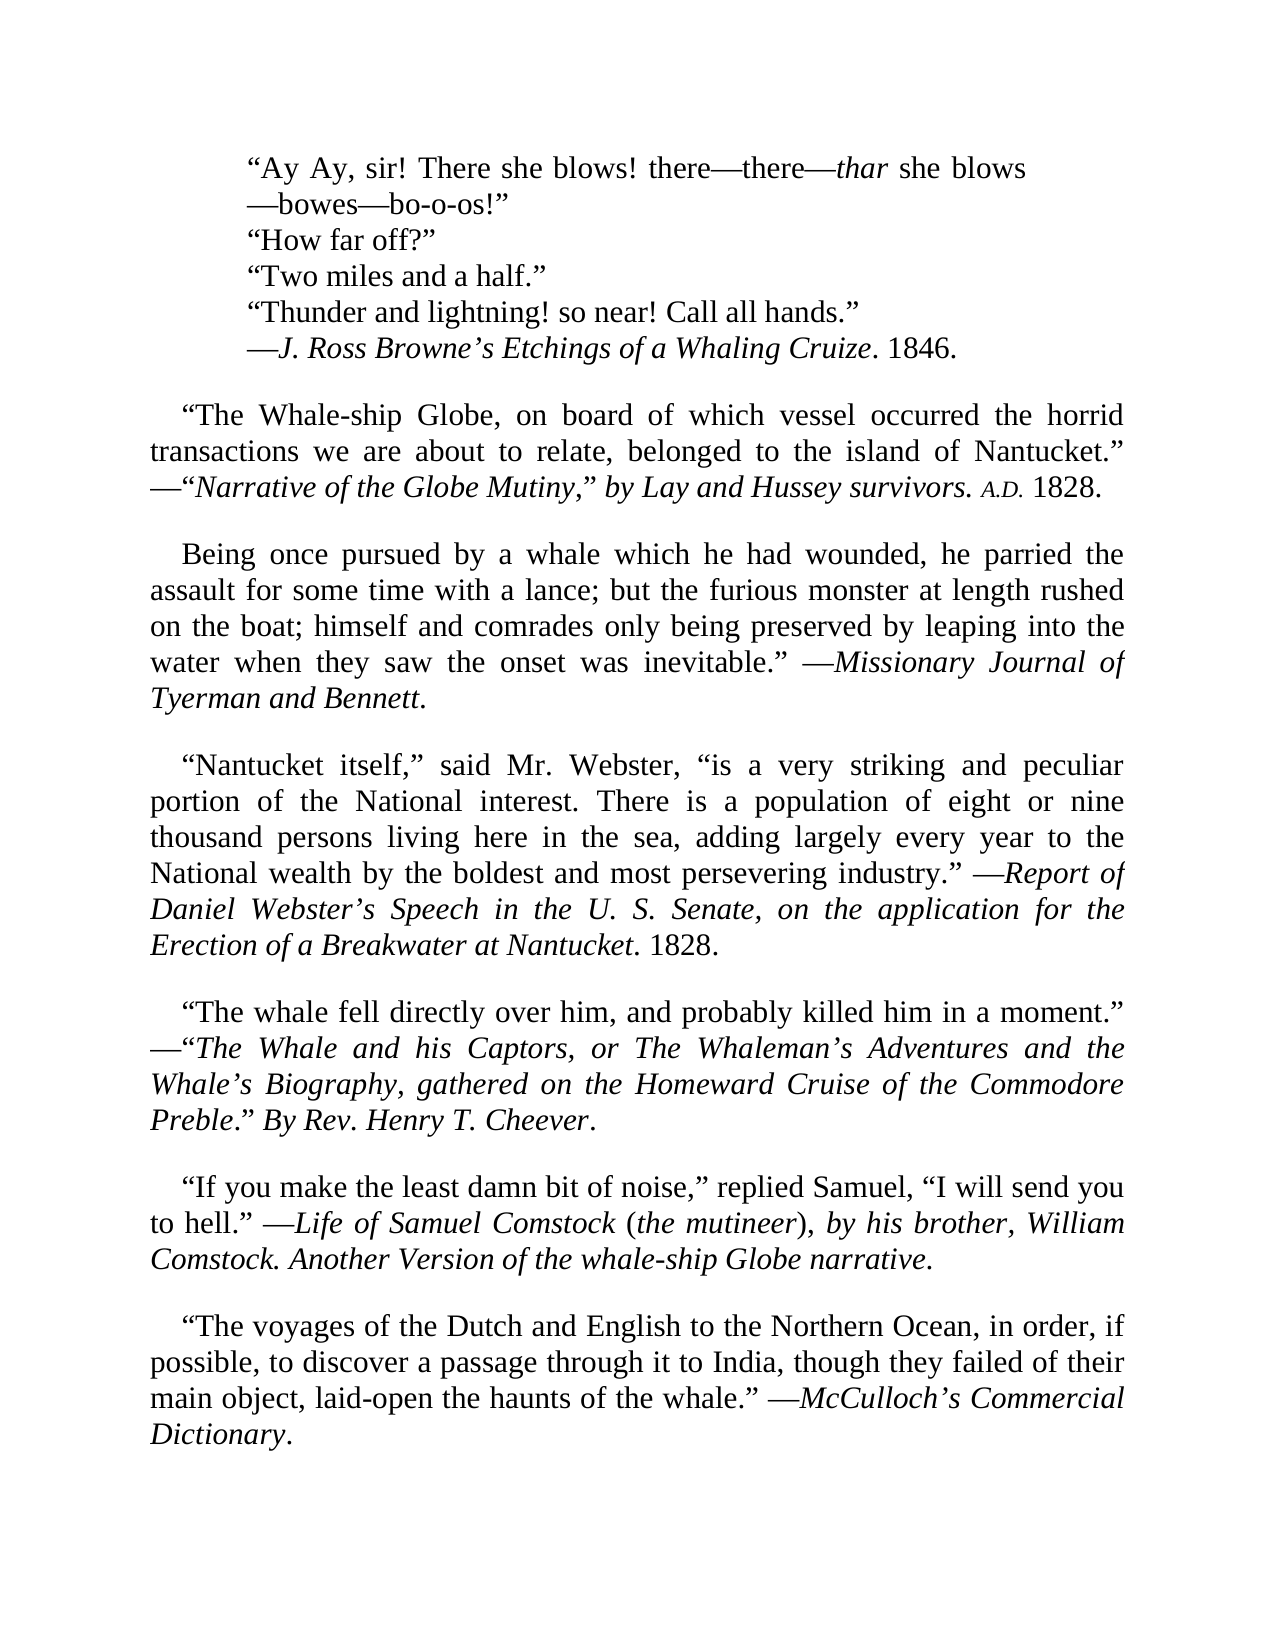 “Ay Ay, sir! There she blows! there—there—thar she blows
—bowes—bo-o-os!”
“How far off?”
“Two miles and a half.”
“Thunder and lightning! so near! Call all hands.”
—J. Ross Browne’s Etchings of a Whaling Cruize. 1846.
“The Whale-ship Globe, on board of which vessel occurred the horrid
transactions we are about to relate, belonged to the island of Nantucket.”
—“Narrative of the Globe Mutiny,” by Lay and Hussey survivors. A.D. 1828.
Being once pursued by a whale which he had wounded, he parried the
assault for some time with a lance; but the furious monster at length rushed
on the boat; himself and comrades only being preserved by leaping into the
water when they saw the onset was inevitable.” —Missionary Journal of
Tyerman and Bennett.
“Nantucket itself,” said Mr. Webster, “is a very striking and peculiar
portion of the National interest. There is a population of eight or nine
thousand persons living here in the sea, adding largely every year to the
National wealth by the boldest and most persevering industry.” —Report of
Daniel Webster’s Speech in the U. S. Senate, on the application for the
Erection of a Breakwater at Nantucket. 1828.
“The whale fell directly over him, and probably killed him in a moment.”
—“The Whale and his Captors, or The Whaleman’s Adventures and the
Whale’s Biography, gathered on the Homeward Cruise of the Commodore
Preble.” By Rev. Henry T. Cheever.
“If you make the least damn bit of noise,” replied Samuel, “I will send you
to hell.” —Life of Samuel Comstock (the mutineer), by his brother, William
Comstock. Another Version of the whale-ship Globe narrative.
“The voyages of the Dutch and English to the Northern Ocean, in order, if
possible, to discover a passage through it to India, though they failed of their
main object, laid-open the haunts of the whale.” —McCulloch’s Commercial
Dictionary.